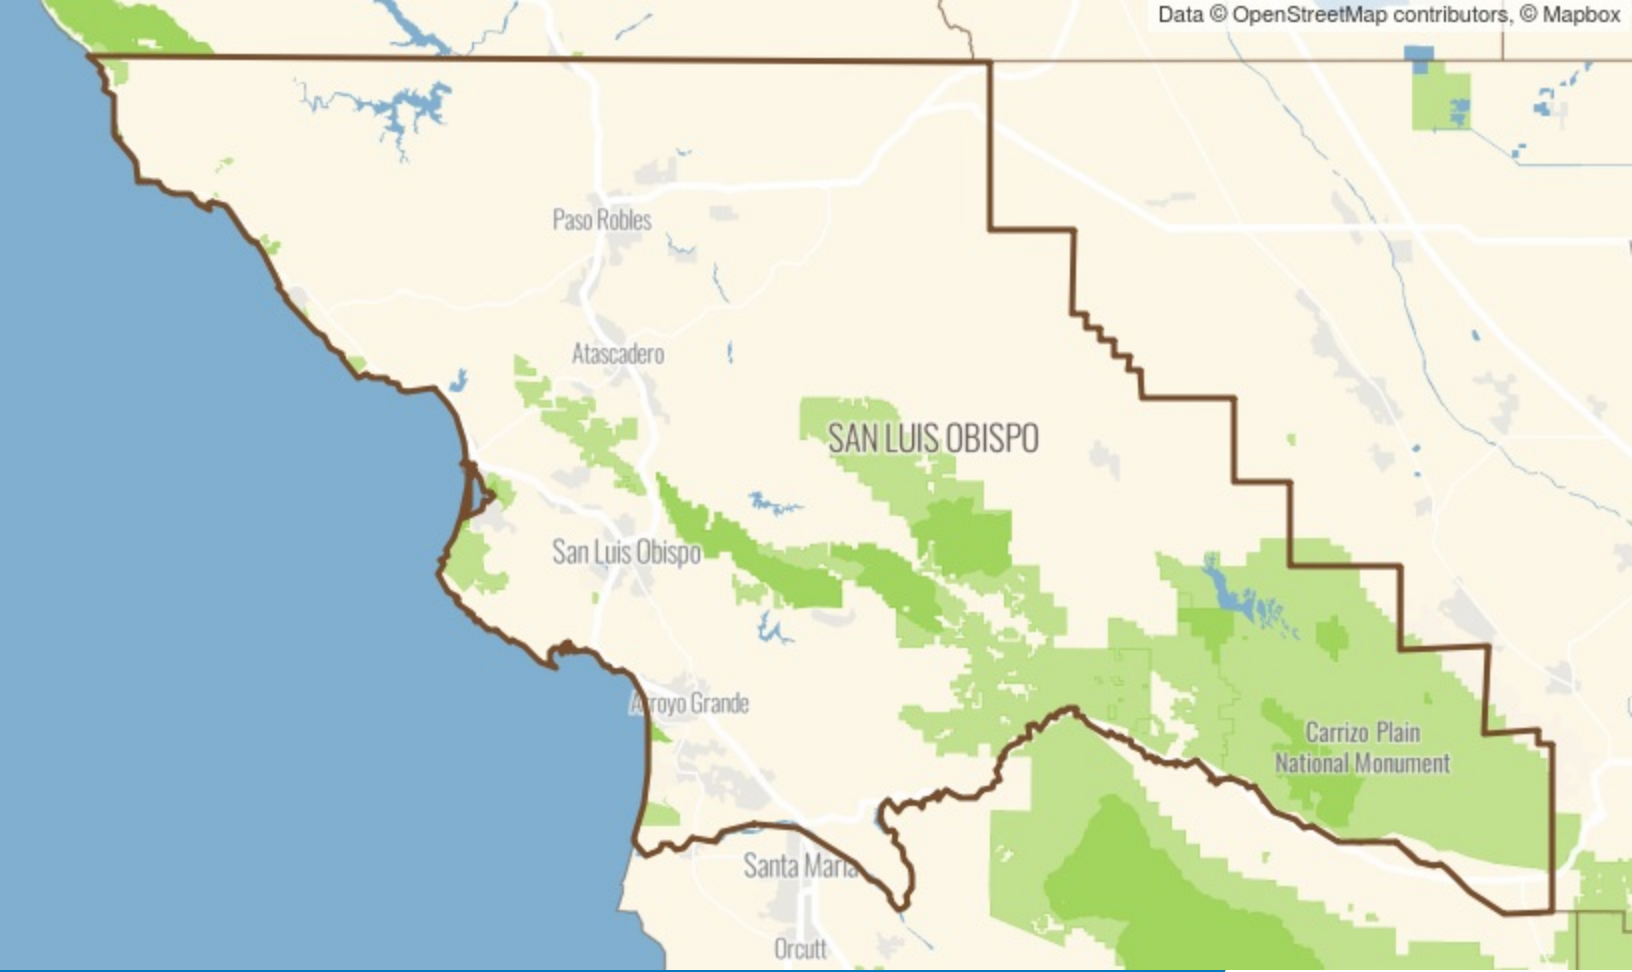 Data © OpenStreetMap contributors, © Mapbox
Paso Robles
Atascadero
SAN LUIS OBISPO
San Luis Obispo
Arroyo Grande
Carrizo Plain
National Monument
Santa Maria
Orcutt